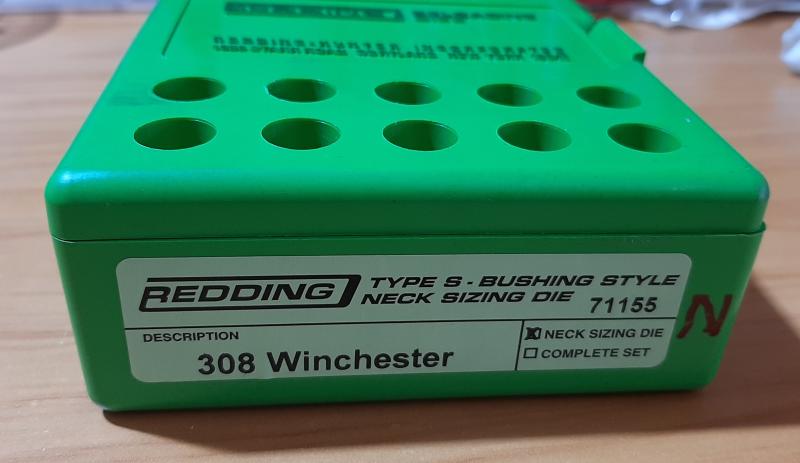 REDDING
TYPE S - BUSHING STYLE
NECK SIZING DIE 71155
DESCRIPTION
308 Winchester
NECK SIZING DIE
COMPLETE SET
N